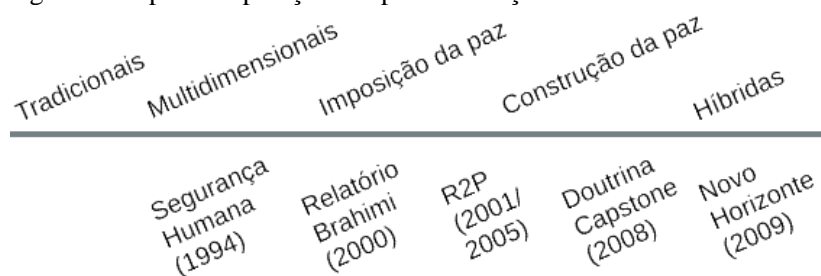 Tradicionais
Multidimensionais
Imposição da paz
Construção da paz
Híbridas
Segurança
Humana
(1994)
Relatório
Brahimi
(2000)
R2P
(2001/
2005)
Doutrina
Capstone
(2008)
Novo
Horizonte
(2009)